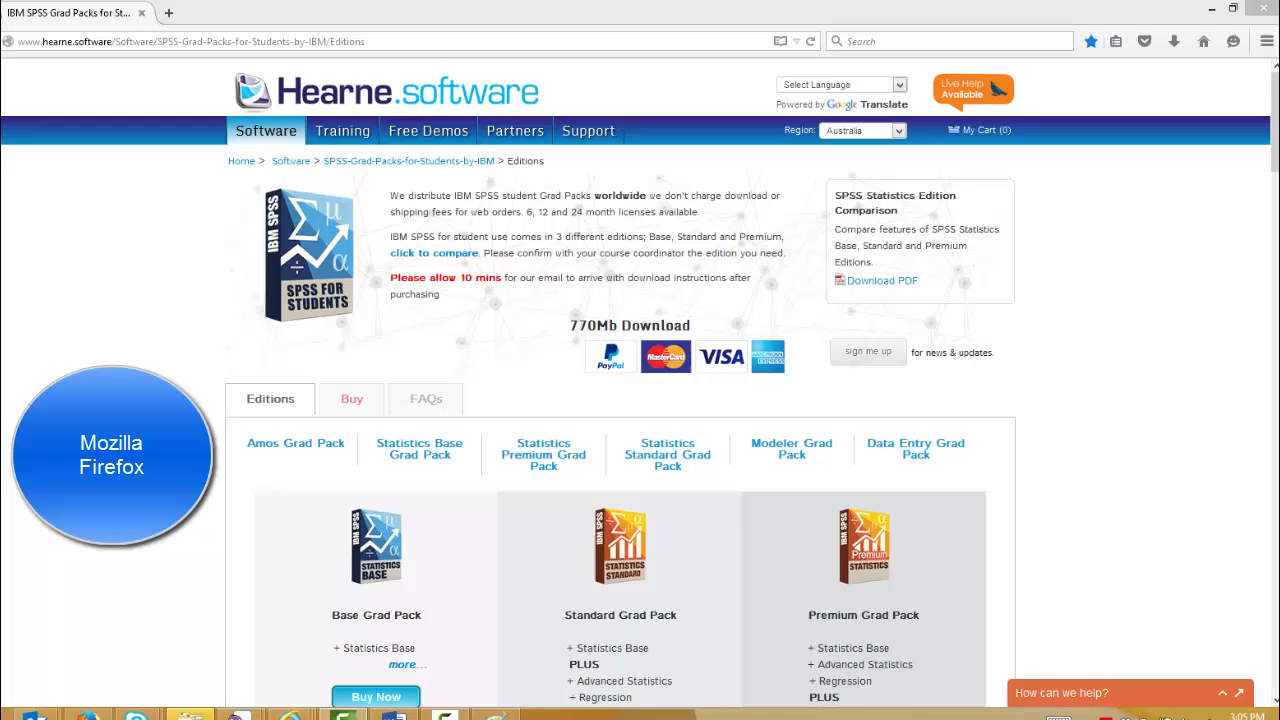 IBM SPSS Grad Packs for St...
www.hearne.software/Software/SPSS-Grad-Packs-for-Students-by-IBM/Editions
Search
Hearne.software
Select Language
Powered by Google Translate
Live Help
Available
Software Training Free Demos Partners Support
Region: Australia
My Cart (0)
Home > Software > SPSS-Grad-Packs-for-Students-by-IBM > Editions
IBM SPSS
Σ μ
÷ α
SPSS FOR
STUDENTS
We distribute IBM SPSS student Grad Packs worldwide we don't charge download or
shipping fees for web orders. 6, 12 and 24 month licenses available.
IBM SPSS for student use comes in 3 different editions; Base, Standard and Premium,
click to compare. Please confirm with your course coordinator the edition you need.
Please allow 10 mins for our email to arrive with download instructions after
purchasing
770Mb Download
PayPal MasterCard VISA AMERICAN EXPRESS
SPSS Statistics Edition
Comparison
Compare features of SPSS Statistics
Base, Standard and Premium
Editions.
Download PDF
sign me up for news & updates.
Mozilla
Firefox
Editions Buy FAQs
Amos Grad Pack
Statistics Base
Grad Pack
Statistics
Premium Grad
Pack
Statistics
Standard Grad
Pack
Modeler Grad
Pack
Data Entry Grad
Pack
IBM SPSS
STATISTICS
BASE
Base Grad Pack
+ Statistics Base
more...
Buy Now
IBM SPSS
STATISTICS
STANDARD
Standard Grad Pack
+ Statistics Base
PLUS
+ Advanced Statistics
+ Regression
IBM SPSS
Premium
STATISTICS
Premium Grad Pack
+ Statistics Base
+ Advanced Statistics
+ Regression
PLUS
How can we help?
3:05 PM